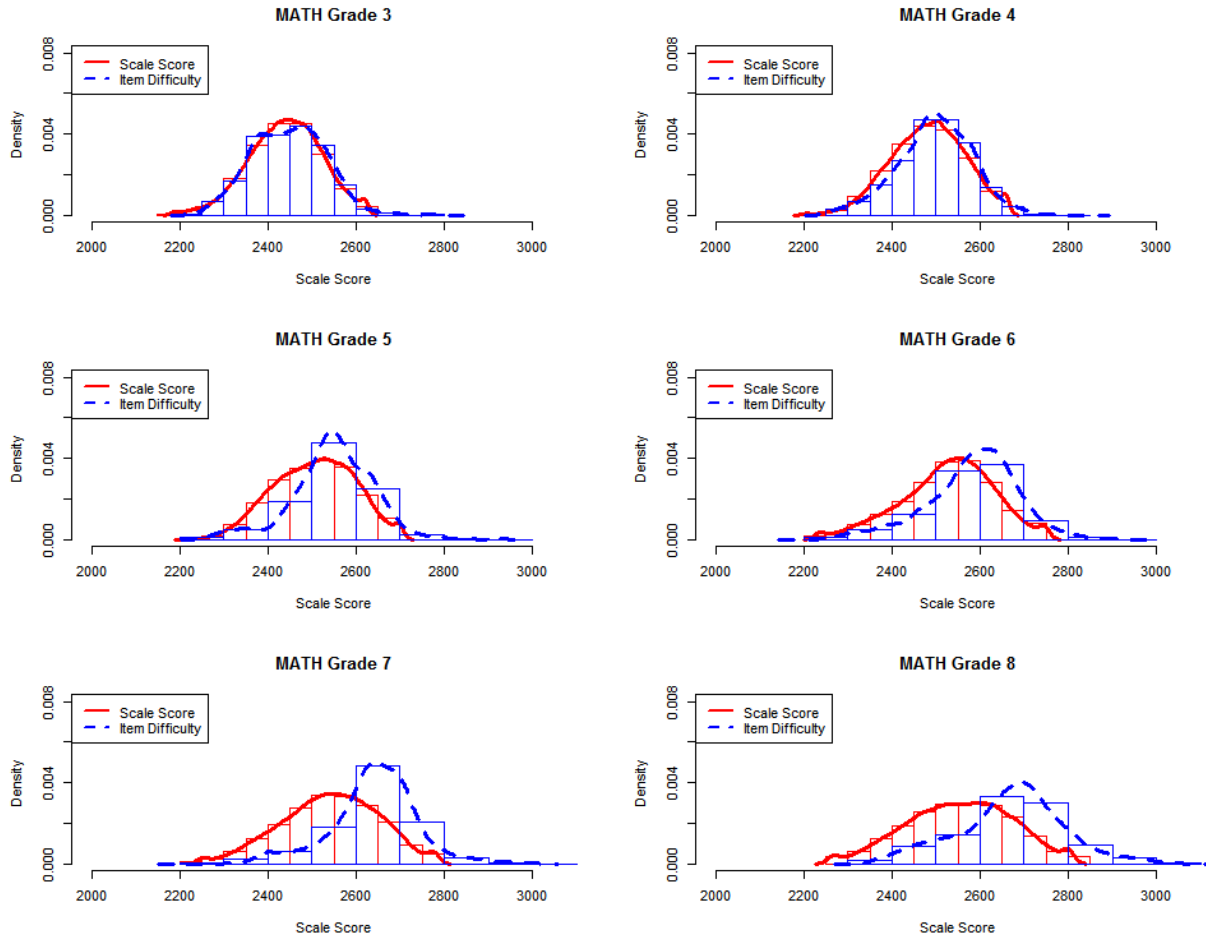 MATH Grade 3
0.008
0.004
0.000
Density
Scale Score
Item Difficulty
2000 2200 2400 2600 2800 3000
Scale Score
MATH Grade 4
0.008
0.004
0.000
Density
Scale Score
Item Difficulty
2000 2200 2400 2600 2800 3000
Scale Score
MATH Grade 5
0.008
0.004
0.000
Density
Scale Score
Item Difficulty
2000 2200 2400 2600 2800 3000
Scale Score
MATH Grade 6
0.008
0.004
0.000
Density
Scale Score
Item Difficulty
2000 2200 2400 2600 2800 3000
Scale Score
MATH Grade 7
0.008
0.004
0.000
Density
Scale Score
Item Difficulty
2000 2200 2400 2600 2800 3000
Scale Score
MATH Grade 8
0.008
0.004
0.000
Density
Scale Score
Item Difficulty
2000 2200 2400 2600 2800 3000
Scale Score